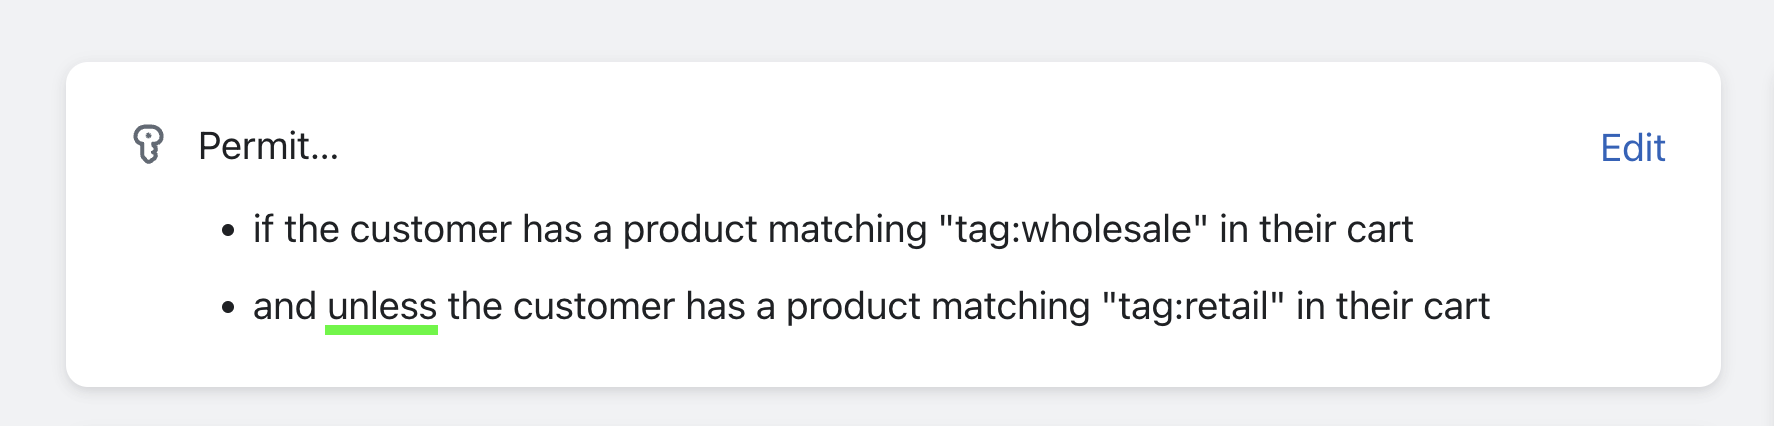 Permit...
Edit
• if the customer has a product matching "tag:wholesale" in their cart
• and unless the customer has a product matching "tag:retail" in their cart